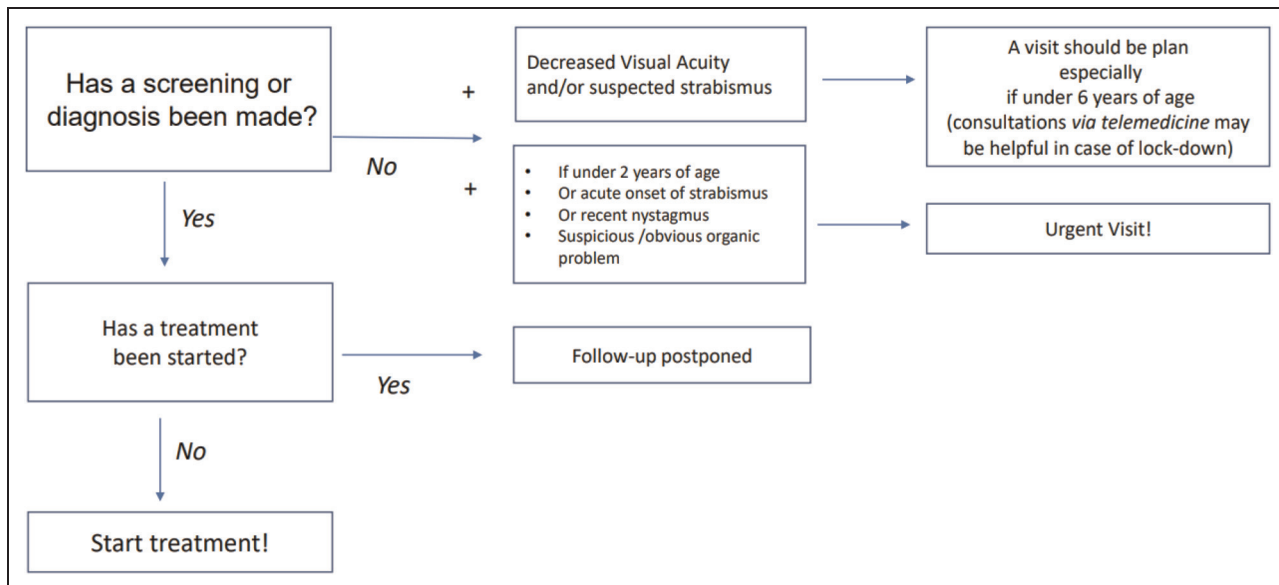 Has a screening or
diagnosis been made?
No
Yes
+
Decreased Visual Acuity
and/or suspected strabismus
A visit should be plan
especially
if under 6 years of age
(consultations via telemedicine may
be helpful in case of lock-down)
+
• If under 2 years of age
• Or acute onset of strabismus
• Or recent nystagmus
• Suspicious /obvious organic
problem
Urgent Visit!
Has a treatment
been started?
Yes
Follow-up postponed
No
Start treatment!